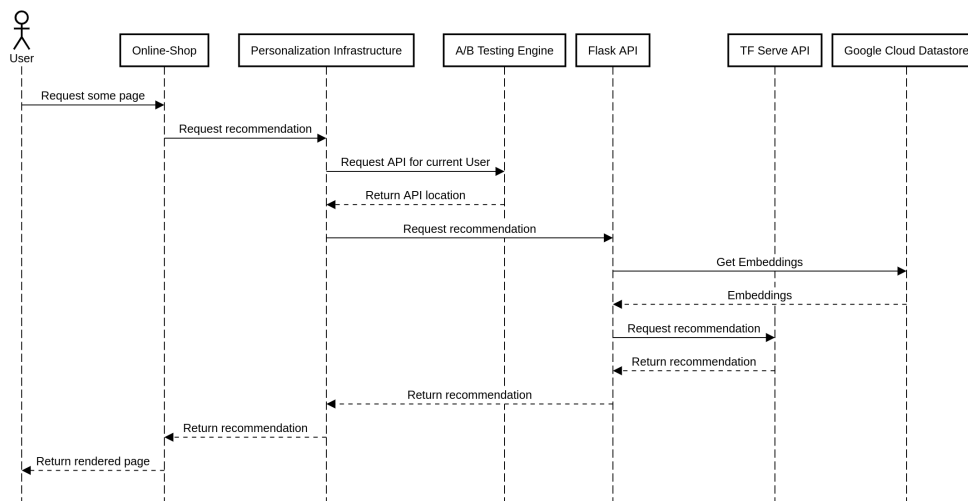 User
Online-Shop
Personalization Infrastructure
A/B Testing Engine
Flask API
TF Serve API
Google Cloud Datastore
Request some page
Request recommendation
Request API for current User
Return API location
Request recommendation
Get Embeddings
Embeddings
Request recommendation
Return recommendation
Return recommendation
Return recommendation
Return rendered page